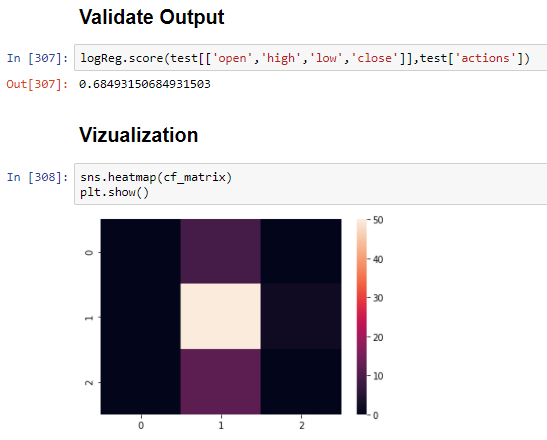 Validate Output
In [307]: logReg.score(test[['open','high','low','close']],test['actions'])
Out[307]: 0.68493150684931503
Vizualization
In [308]: sns.heatmap(cf_matrix)
plt.show()
50
40
30
20
10
0
0
1
2
0 1 2